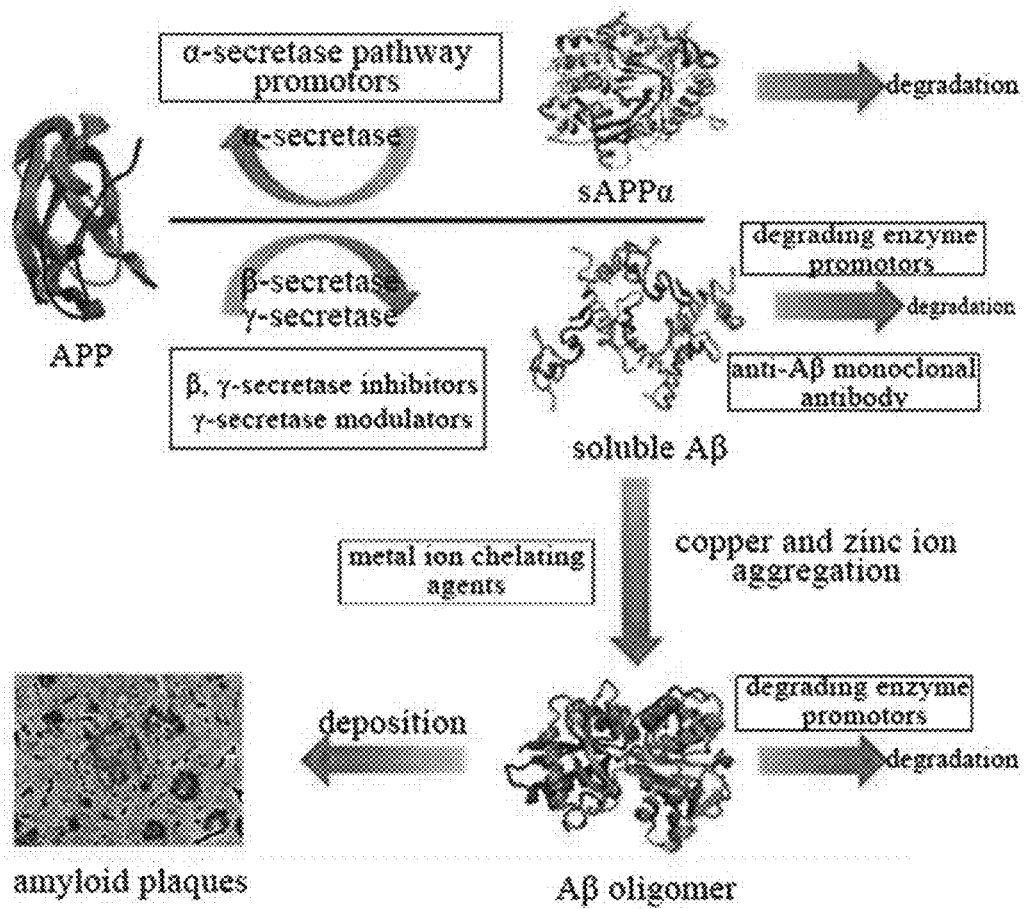 α-secretase pathway
promotors
α-secretase
degradation
sAPPα
APP
β-secretase
γ-secretase
β, γ-secretase inhibitors
γ-secretase modulators
degrading enzyme
promotors
degradation
anti-Aβ monoclonal
antibody
soluble Aβ
metal ion chelating
agents
copper and zinc ion
aggregation
degrading enzyme
promotors
degradation
deposition
amyloid plaques
Aβ oligomer